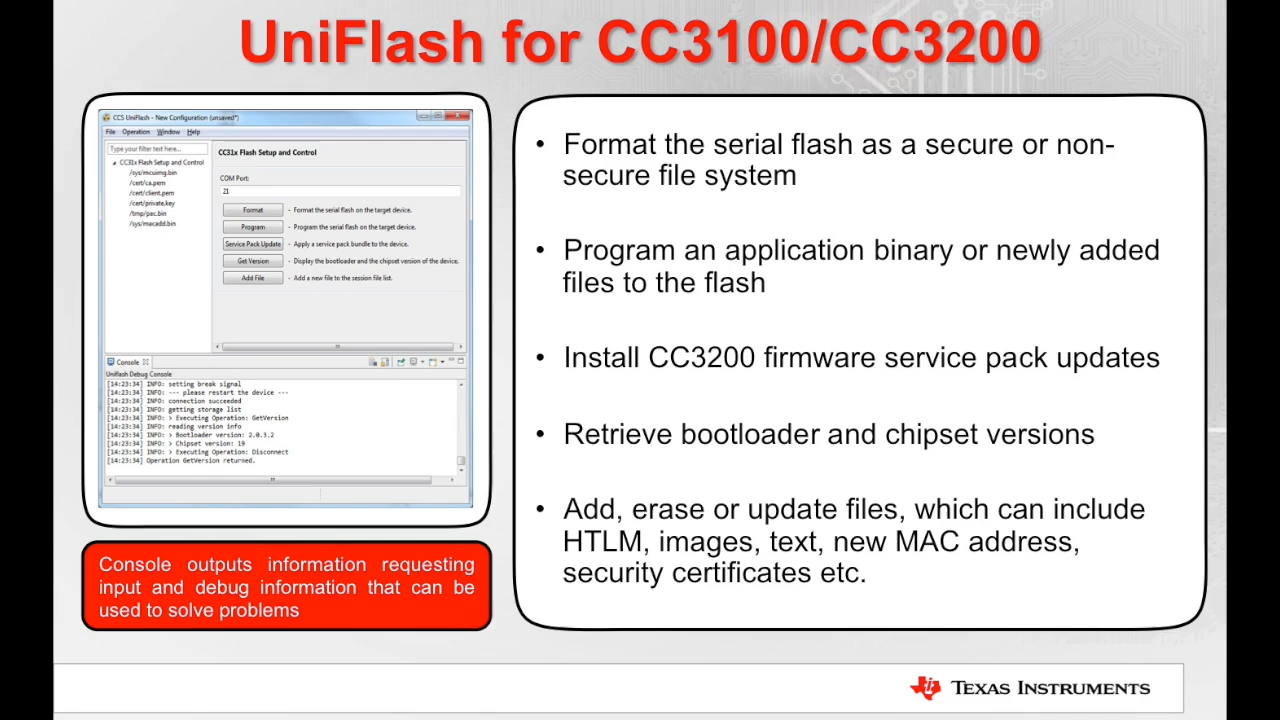 UniFlash for CC3100/CC3200
CCS UniFlash - New Configuration (unsaved*)
File Operation Window Help
Type your filter text here...
CC31x Flash Setup and Control
/sys/mcuimg.bin
/cert/ca.pem
/cert/client.pem
/cert/private.key
/tmp/pac.bin
/sys/macadd.bin
CC31x Flash Setup and Control
COM Port:
21
Format - Format the serial flash on the target device.
Program - Program the serial flash on the target device.
Service Pack Update - Apply a service pack bundle to the device.
Get Version - Display the bootloader and the chipset version of the device.
Add File - Add a new file to the session file list.
Console
Uniflash Debug Console
[14:23:34] INFO: setting break signal
[14:23:34] INFO: --- please restart the device ---
[14:23:34] INFO: connection succeeded
[14:23:34] INFO: getting storage list
[14:23:34] INFO: > Executing Operation: GetVersion
[14:23:34] INFO: reading version info
[14:23:34] INFO: > Bootloader version: 2.0.3.2
[14:23:34] INFO: > Chipset version: 19
[14:23:34] INFO: > Executing Operation: Disconnect
[14:23:34] Operation GetVersion returned.
Console outputs information requesting
input and debug information that can be
used to solve problems
• Format the serial flash as a secure or non-
secure file system
• Program an application binary or newly added
files to the flash
• Install CC3200 firmware service pack updates
• Retrieve bootloader and chipset versions
• Add, erase or update files, which can include
HTLM, images, text, new MAC address,
security certificates etc.
TEXAS INSTRUMENTS